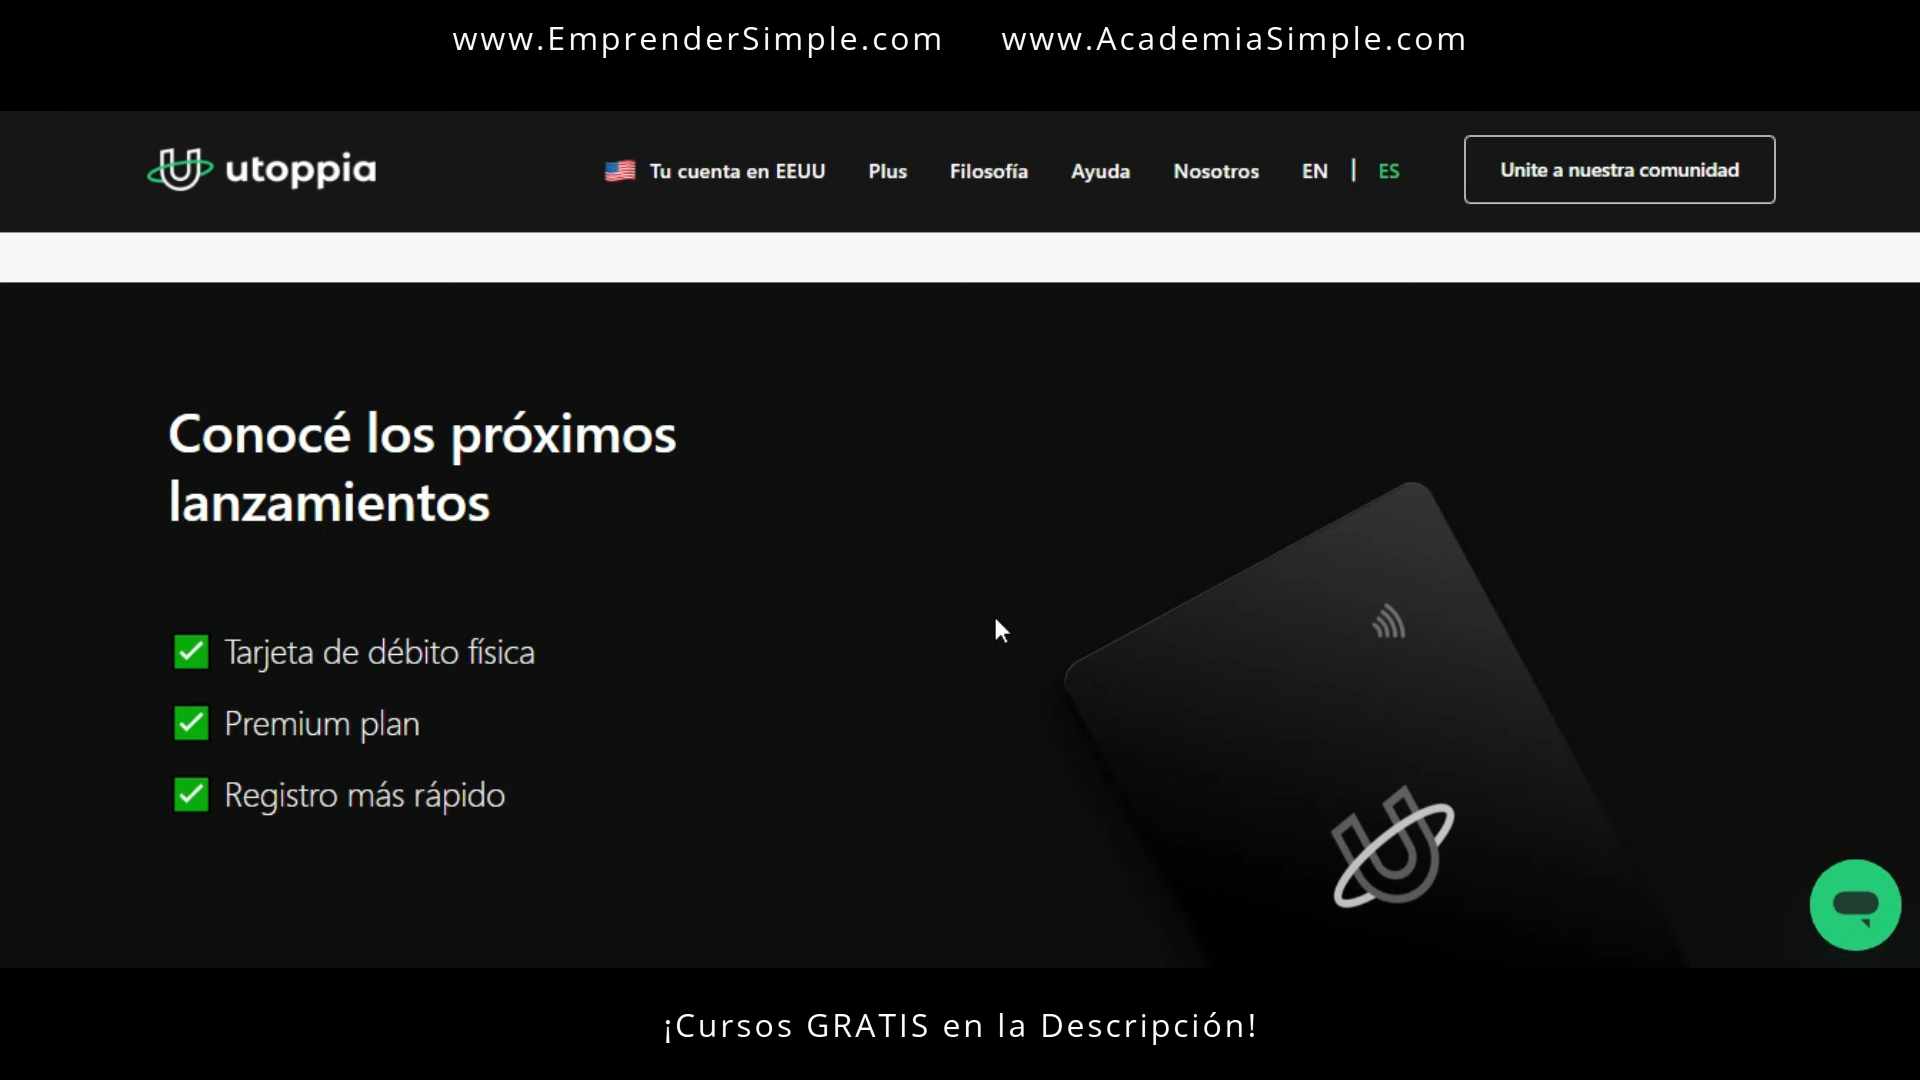 www.EmprenderSimple.com www.AcademiaSimple.com
utoppia Tu cuenta en EEUU Plus Filosofía Ayuda Nosotros EN | ES Unite a nuestra comunidad
Conocé los próximos
lanzamientos
Tarjeta de débito física
Premium plan
Registro más rápido
¡Cursos GRATIS en la Descripción!